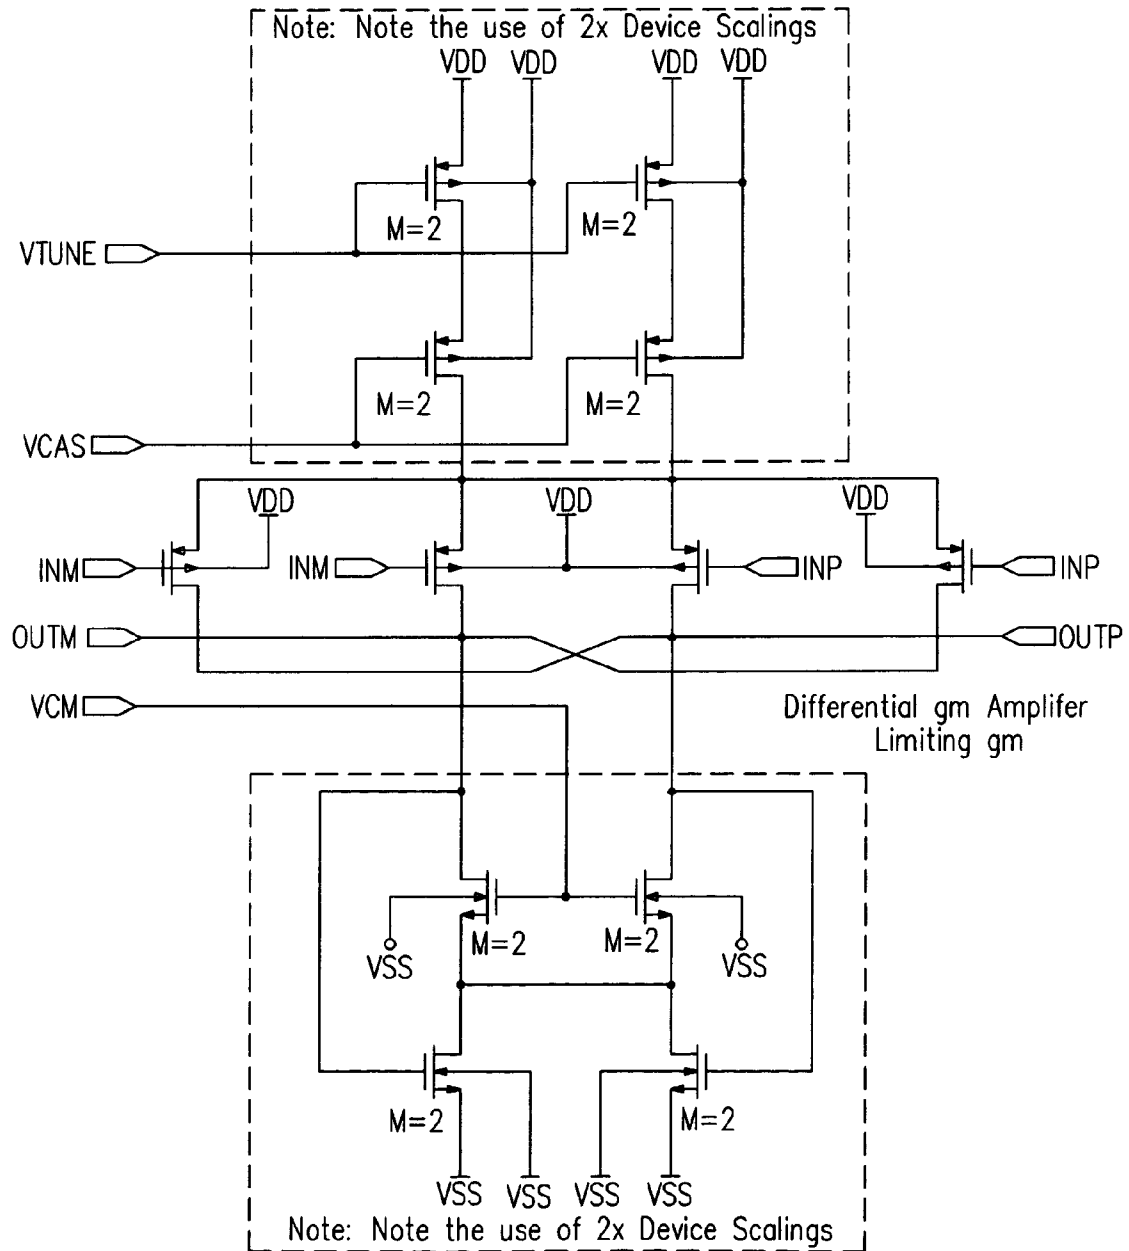 Note: Note the use of 2x Device Scalings
VDD VDD VDD VDD
M=2 M=2
VTUNE
M=2 M=2
VCAS
VDD VDD VDD
INM INM INP INP
OUTM OUTP
VCM
Differential gm Amplifer
Limiting gm
M=2 M=2
VSS VSS
M=2 M=2
VSS VSS VSS VSS
Note: Note the use of 2x Device Scalings